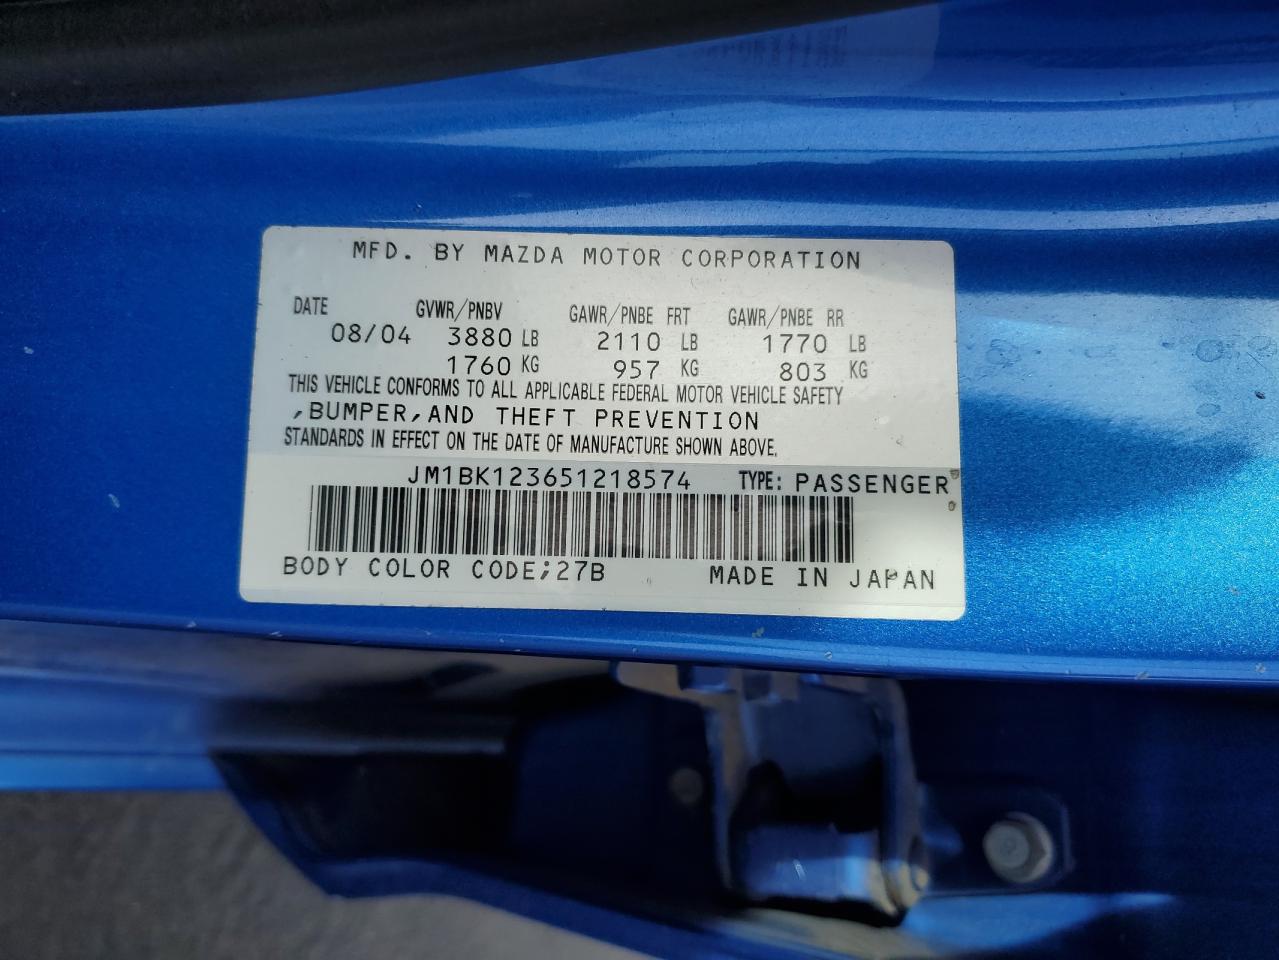 MFD. BY MAZDA MOTOR CORPORATION
DATE GVWR/PNBV GAWR/PNBE FRT GAWR/PNBE RR
08/04 3880 LB 2110 LB 1770 LB
1760 KG 957 KG 803 KG
THIS VEHICLE CONFORMS TO ALL APPLICABLE FEDERAL MOTOR VEHICLE SAFETY
,BUMPER,AND THEFT PREVENTION
STANDARDS IN EFFECT ON THE DATE OF MANUFACTURE SHOWN ABOVE.
JM1BK123651218574 TYPE: PASSENGER
BODY COLOR CODE;27B MADE IN JAPAN